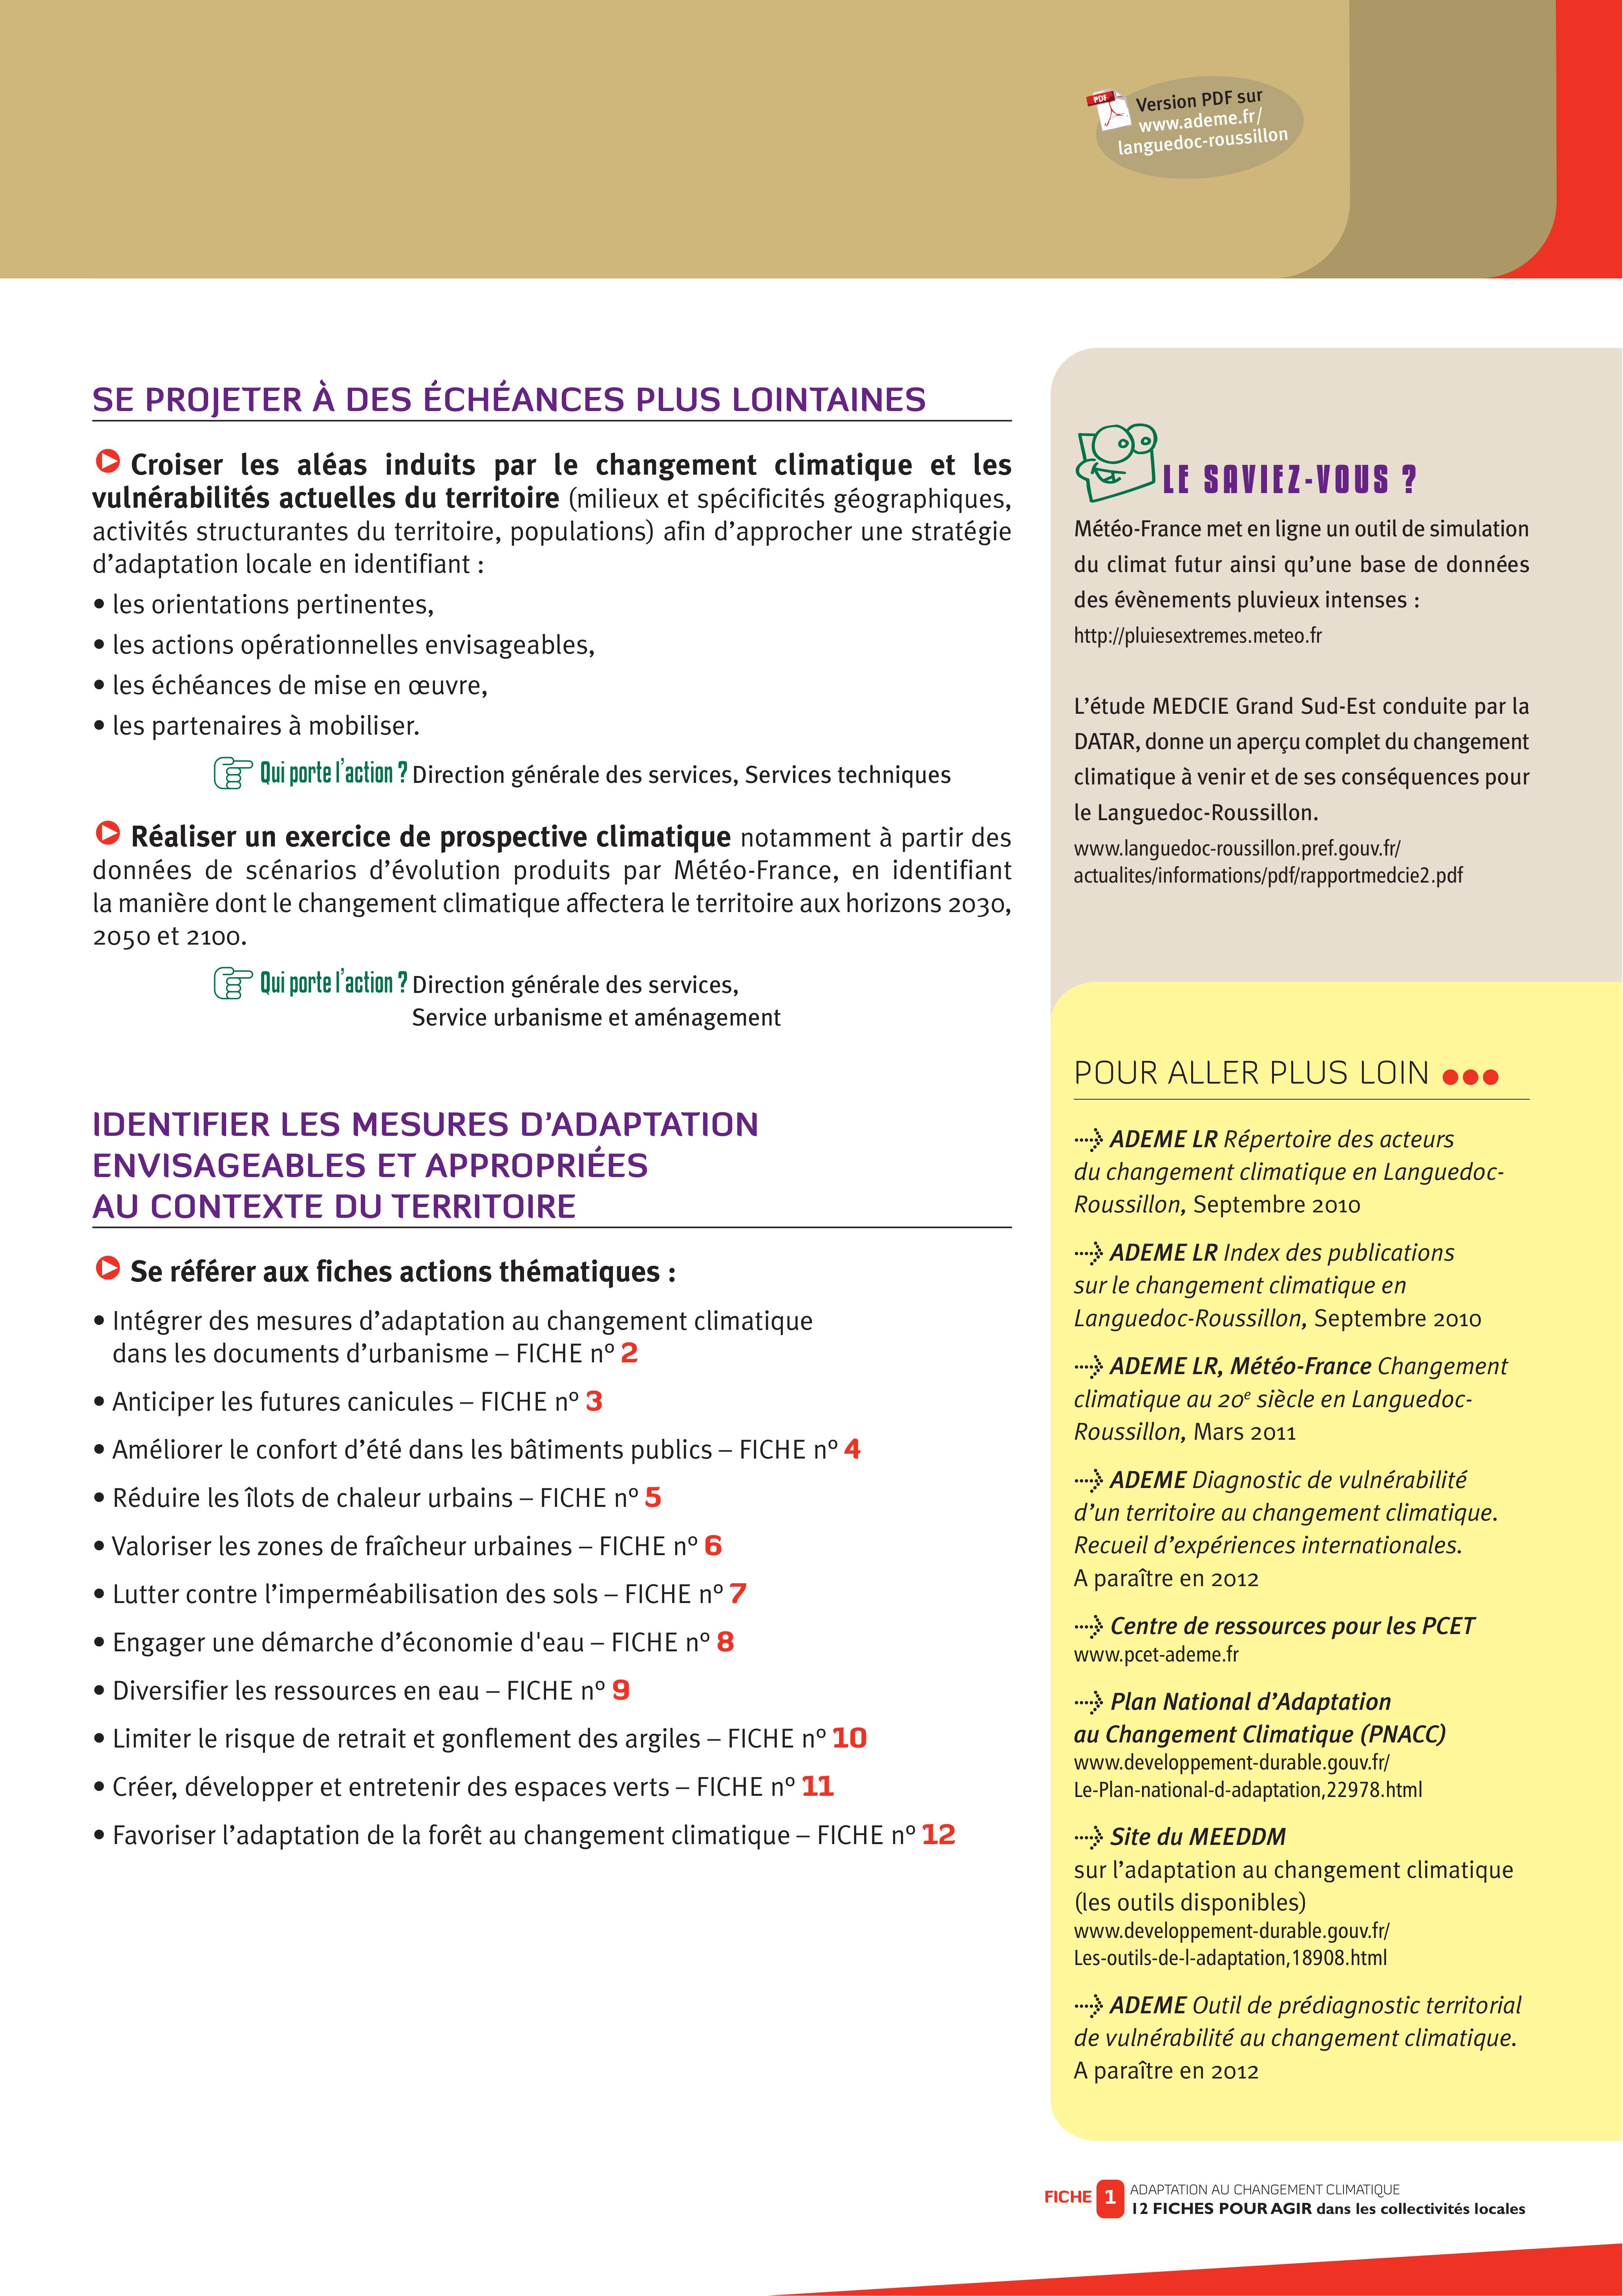 PDF
Version PDF sur
www.ademe.fr/
languedoc-roussillon
SE PROJETER À DES ÉCHÉANCES PLUS LOINTAINES
Croiser les aléas induits par le changement climatique et les
vulnérabilités actuelles du territoire (milieux et spécificités géographiques,
activités structurantes du territoire, populations) afin d’approcher une stratégie
d’adaptation locale en identifiant :
• les orientations pertinentes,
• les actions opérationnelles envisageables,
• les échéances de mise en œuvre,
• les partenaires à mobiliser.
Qui porte l’action ? Direction générale des services, Services techniques
Réaliser un exercice de prospective climatique notamment à partir des
données de scénarios d’évolution produits par Météo-France, en identifiant
la manière dont le changement climatique affectera le territoire aux horizons 2030,
2050 et 2100.
Qui porte l’action ? Direction générale des services,
Service urbanisme et aménagement
IDENTIFIER LES MESURES D’ADAPTATION
ENVISAGEABLES ET APPROPRIÉES
AU CONTEXTE DU TERRITOIRE
Se référer aux fiches actions thématiques :
• Intégrer des mesures d’adaptation au changement climatique
dans les documents d’urbanisme – FICHE nº 2
• Anticiper les futures canicules – FICHE nº 3
• Améliorer le confort d’été dans les bâtiments publics – FICHE nº 4
• Réduire les îlots de chaleur urbains – FICHE nº 5
• Valoriser les zones de fraîcheur urbaines – FICHE nº 6
• Lutter contre l’imperméabilisation des sols – FICHE nº 7
• Engager une démarche d’économie d'eau – FICHE nº 8
• Diversifier les ressources en eau – FICHE nº 9
• Limiter le risque de retrait et gonflement des argiles – FICHE nº 10
• Créer, développer et entretenir des espaces verts – FICHE nº 11
• Favoriser l’adaptation de la forêt au changement climatique – FICHE nº 12
LE SAVIEZ-VOUS ?
Météo-France met en ligne un outil de simulation
du climat futur ainsi qu’une base de données
des évènements pluvieux intenses :
http://pluiesextremes.meteo.fr
L’étude MEDCIE Grand Sud-Est conduite par la
DATAR, donne un aperçu complet du changement
climatique à venir et de ses conséquences pour
le Languedoc-Roussillon.
www.languedoc-roussillon.pref.gouv.fr/
actualites/informations/pdf/rapportmedcie2.pdf
POUR ALLER PLUS LOIN
ADEME LR Répertoire des acteurs
du changement climatique en Languedoc-
Roussillon, Septembre 2010
ADEME LR Index des publications
sur le changement climatique en
Languedoc-Roussillon, Septembre 2010
ADEME LR, Météo-France Changement
climatique au 20e siècle en Languedoc-
Roussillon, Mars 2011
ADEME Diagnostic de vulnérabilité
d’un territoire au changement climatique.
Recueil d’expériences internationales.
A paraître en 2012
Centre de ressources pour les PCET
www.pcet-ademe.fr
Plan National d’Adaptation
au Changement Climatique (PNACC)
www.developpement-durable.gouv.fr/
Le-Plan-national-d-adaptation,22978.html
Site du MEEDDM
sur l’adaptation au changement climatique
(les outils disponibles)
www.developpement-durable.gouv.fr/
Les-outils-de-l-adaptation,18908.html
ADEME Outil de prédiagnostic territorial
de vulnérabilité au changement climatique.
A paraître en 2012
FICHE 1 ADAPTATION AU CHANGEMENT CLIMATIQUE
12 FICHES POUR AGIR dans les collectivités locales